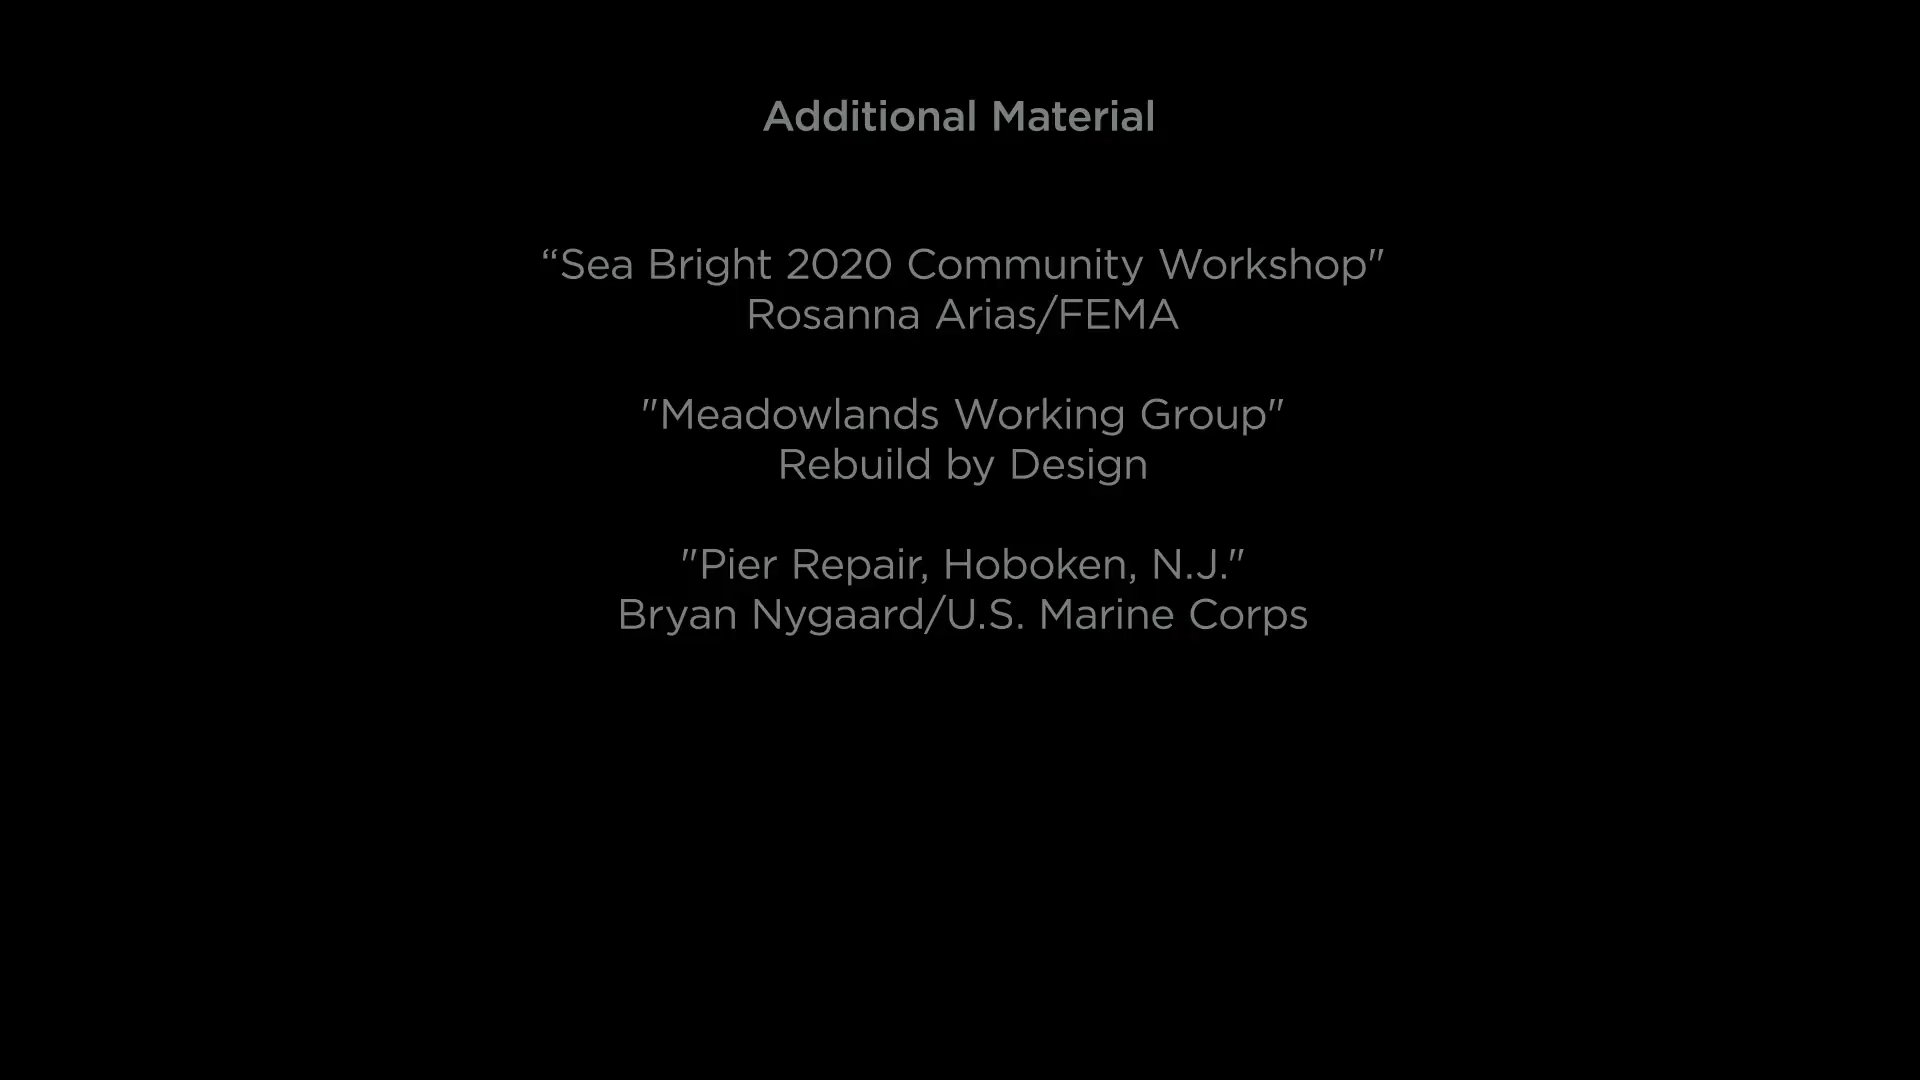 Additional Material
“Sea Bright 2020 Community Workshop"
Rosanna Arias/FEMA
"Meadowlands Working Group"
Rebuild by Design
"Pier Repair, Hoboken, N.J."
Bryan Nygaard/U.S. Marine Corps